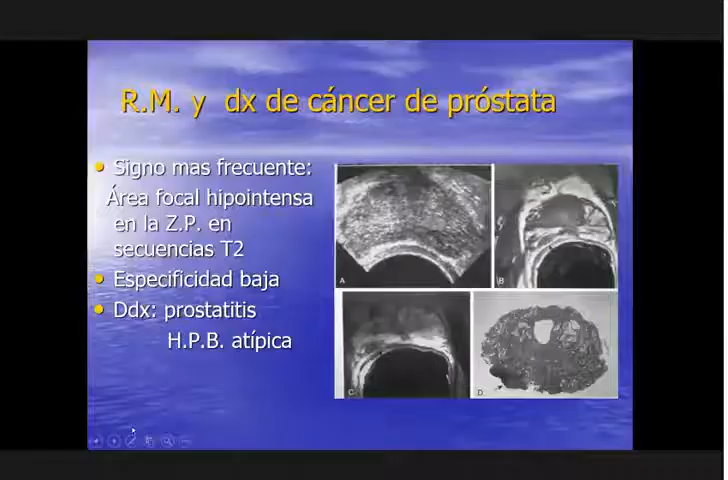 R.M. y dx de cáncer de próstata
Signo mas frecuente:
Área focal hipointensa
en la Z.P. en
secuencias T2
Especificidad baja
Ddx: prostatitis
H.P.B. atípica
A
B
C
D